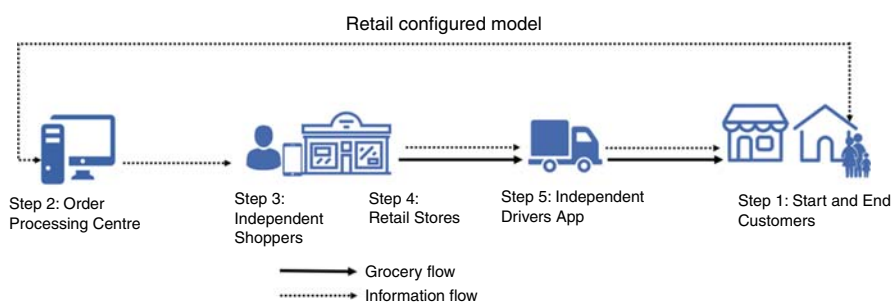 Retail configured model
Step 2: Order
Processing Centre
Step 3:
Independent
Shoppers
Step 4:
Retail Stores
Step 5: Independent
Drivers App
Step 1: Start and End
Customers
Grocery flow
Information flow